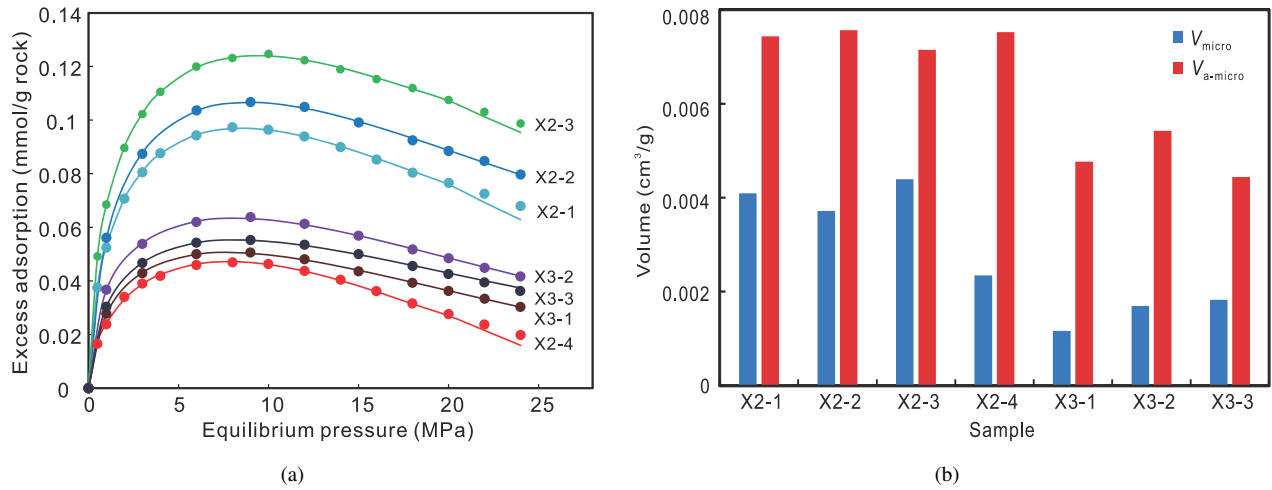 0.14
0.12
0.1
0.08
0.06
0.04
0.02
0
Excess adsorption (mmol/g rock)
X2-3
X2-2
X2-1
X3-2
X3-3
X3-1
X2-4
0 5 10 15 20 25
Equilibrium pressure (MPa)
(a)
0.008
0.006
0.004
0.002
0
Volume (cm³/g)
Vmicro
Va-micro
X2-1 X2-2 X2-3 X2-4 X3-1 X3-2 X3-3
Sample
(b)